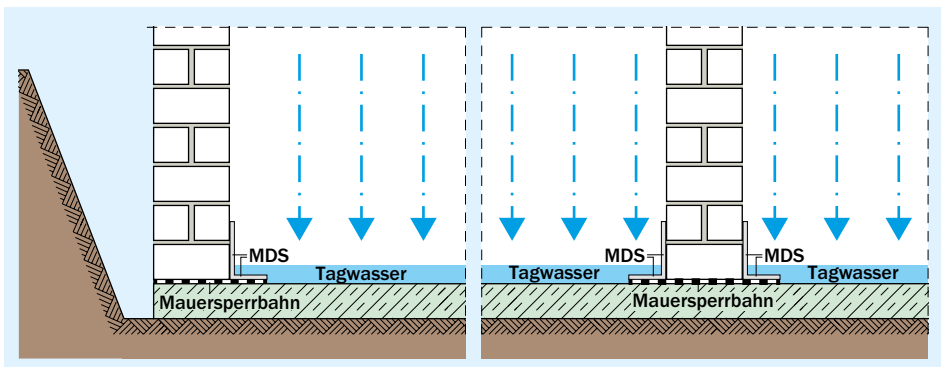 MDS
Tagwasser
Mauersperrbahn
MDS
MDS
Tagwasser
Tagwasser
Mauersperrbahn